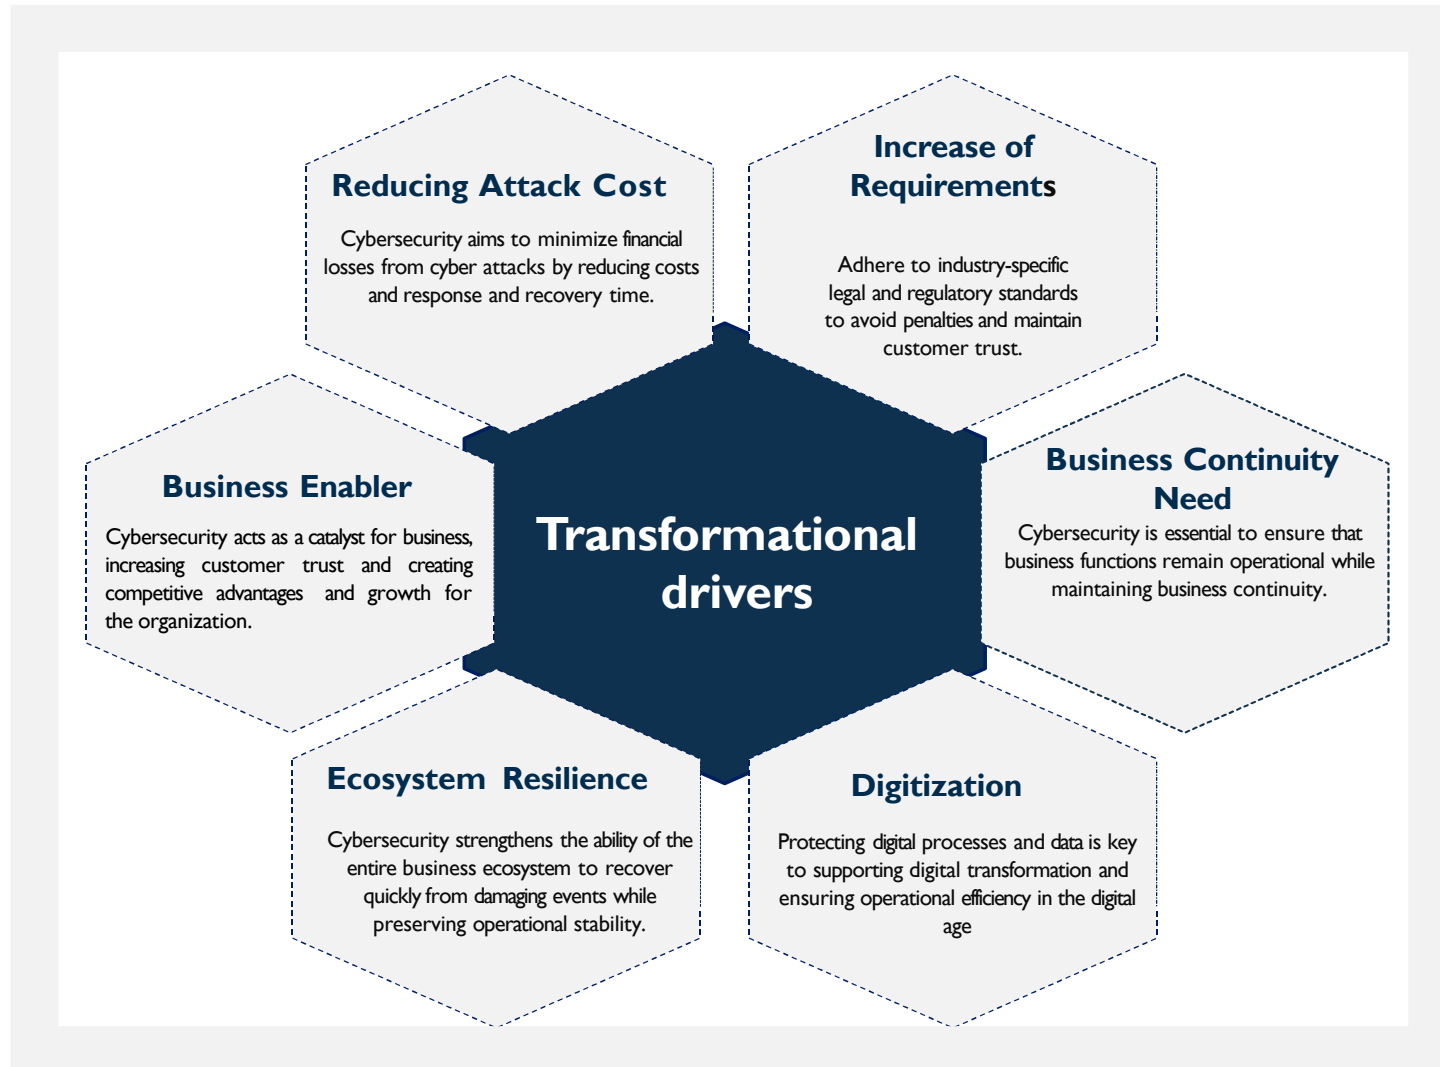 Reducing Attack Cost
Cybersecurity aims to minimize financial
losses from cyber attacks by reducing costs
and response and recovery time.
Increase of
Requirements
Adhere to industry-specific
legal and regulatory standards
to avoid penalties and maintain
customer trust.
Business Enabler
Cybersecurity acts as a catalyst for business,
increasing customer trust and creating
competitive advantages and growth for
the organization.
Transformational
drivers
Business Continuity
Need
Cybersecurity is essential to ensure that
business functions remain operational while
maintaining business continuity.
Ecosystem Resilience
Cybersecurity strengthens the ability of the
entire business ecosystem to recover
quickly from damaging events while
preserving operational stability.
Digitization
Protecting digital processes and data is key
to supporting digital transformation and
ensuring operational efficiency in the digital
age